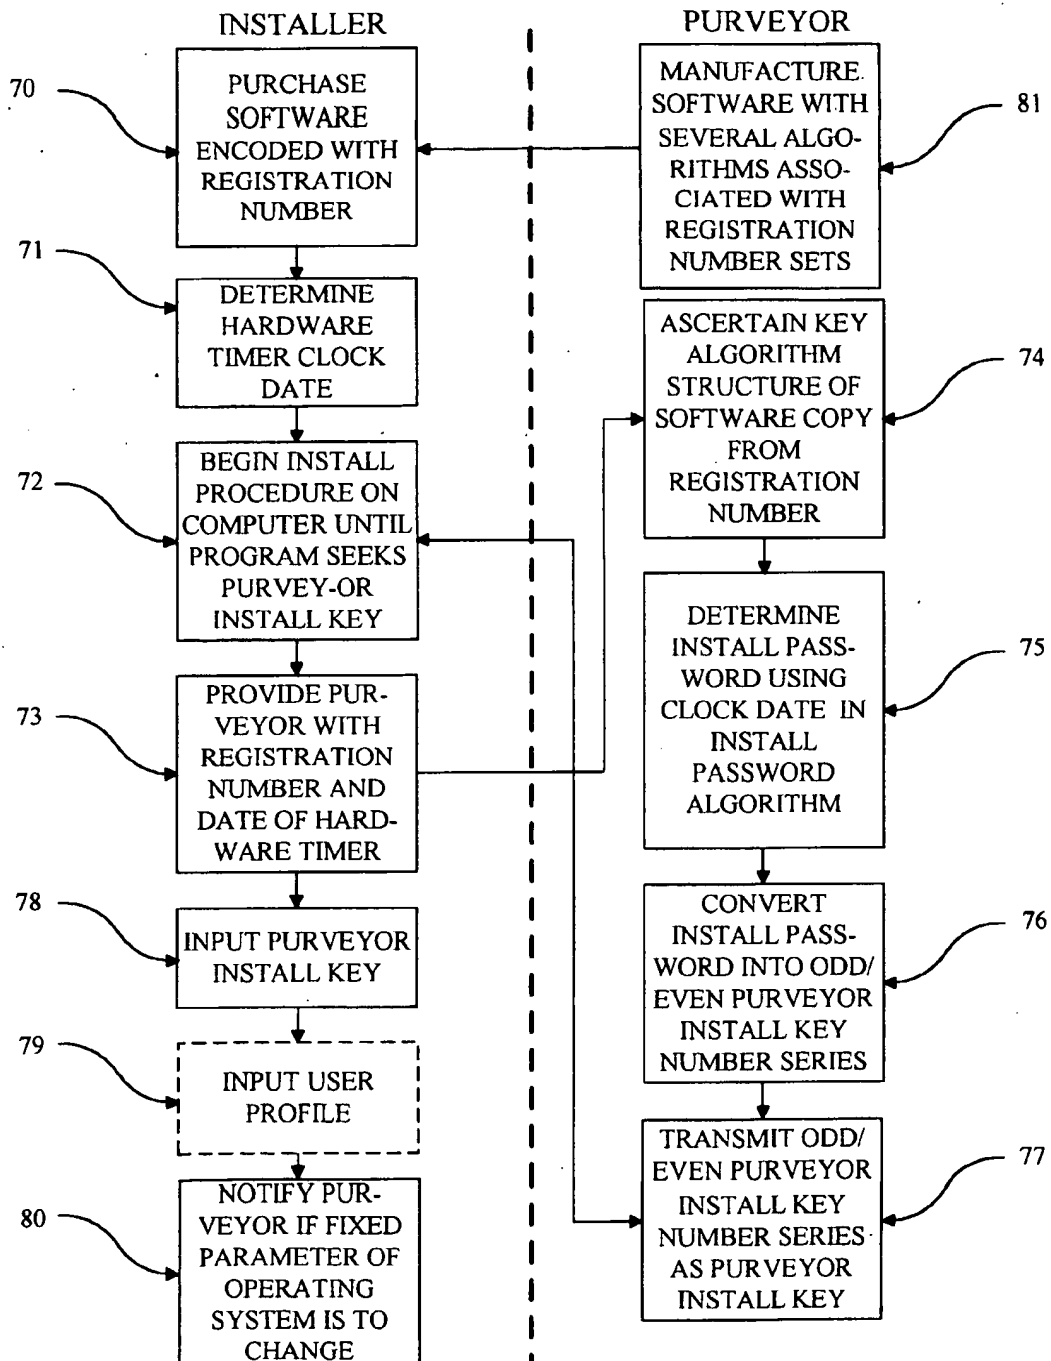 INSTALLER
70
PURCHASE
SOFTWARE
ENCODED WITH
REGISTRATION
NUMBER
71
DETERMINE
HARDWARE
TIMER CLOCK
DATE
72
BEGIN INSTALL
PROCEDURE ON
COMPUTER UNTIL
PROGRAM SEEKS
PURVEY-OR
INSTALL KEY
73
PROVIDE PUR-
VEYOR WITH
REGISTRATION
NUMBER AND
DATE OF HARD-
WARE TIMER
78
INPUT PURVEYOR
INSTALL KEY
79
INPUT USER
PROFILE
80
NOTIFY PUR-
VEYOR IF FIXED
PARAMETER OF
OPERATING
SYSTEM IS TO
CHANGE
PURVEYOR
MANUFACTURE
SOFTWARE WITH
SEVERAL ALGO-
RITHMS ASSO-
CIATED WITH
REGISTRATION
NUMBER SETS
81
ASCERTAIN KEY
ALGORITHM
STRUCTURE OF
SOFTWARE COPY
FROM
REGISTRATION
NUMBER
74
DETERMINE
INSTALL PASS-
WORD USING
CLOCK DATE IN
INSTALL
PASSWORD
ALGORITHM
75
CONVERT
INSTALL PASS-
WORD INTO ODD/
EVEN PURVEYOR
INSTALL KEY
NUMBER SERIES
76
TRANSMIT ODD/
EVEN PURVEYOR
INSTALL KEY
NUMBER SERIES
AS PURVEYOR
INSTALL KEY
77